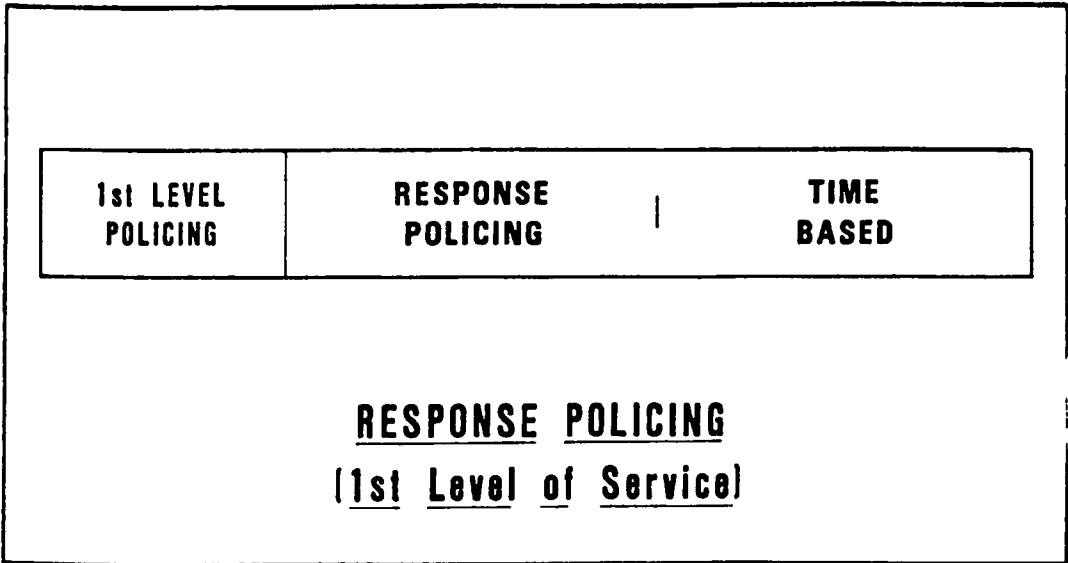 1st LEVEL
POLICING
RESPONSE
POLICING
TIME
BASED
RESPONSE POLICING
(1st Level of Service)